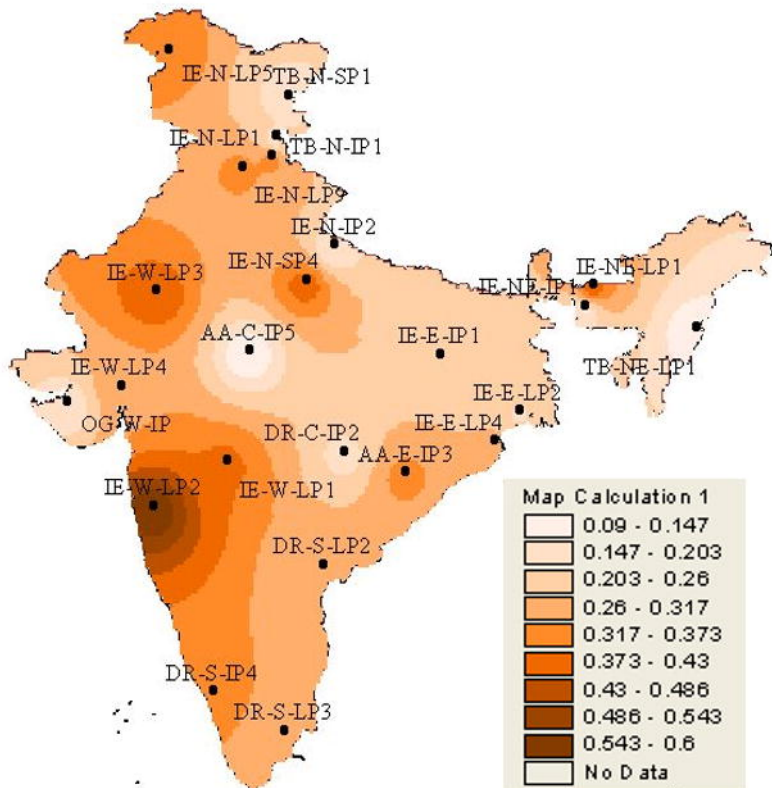 IE-N-LP5
TB-N-SP1
IE-N-LP1
TB-N-IP1
IE-N-LP9
IE-N-IP2
IE-W-LP3
IE-N-SP4
IE-NE-LP1
IE-NE-IP1
AA-C-IP5
IE-E-IP1
IE-W-LP4
TB-NE-LP1
IE-E-LP2
OG-W-IP
DR-C-IP2
IE-E-LP4
AA-E-IP3
IE-W-LP2
IE-W-LP1
DR-S-LP2
DR-S-IP4
DR-S-LP3
Map Calculation 1
0.09 - 0.147
0.147 - 0.203
0.203 - 0.26
0.26 - 0.317
0.317 - 0.373
0.373 - 0.43
0.43 - 0.486
0.486 - 0.543
0.543 - 0.6
No Data